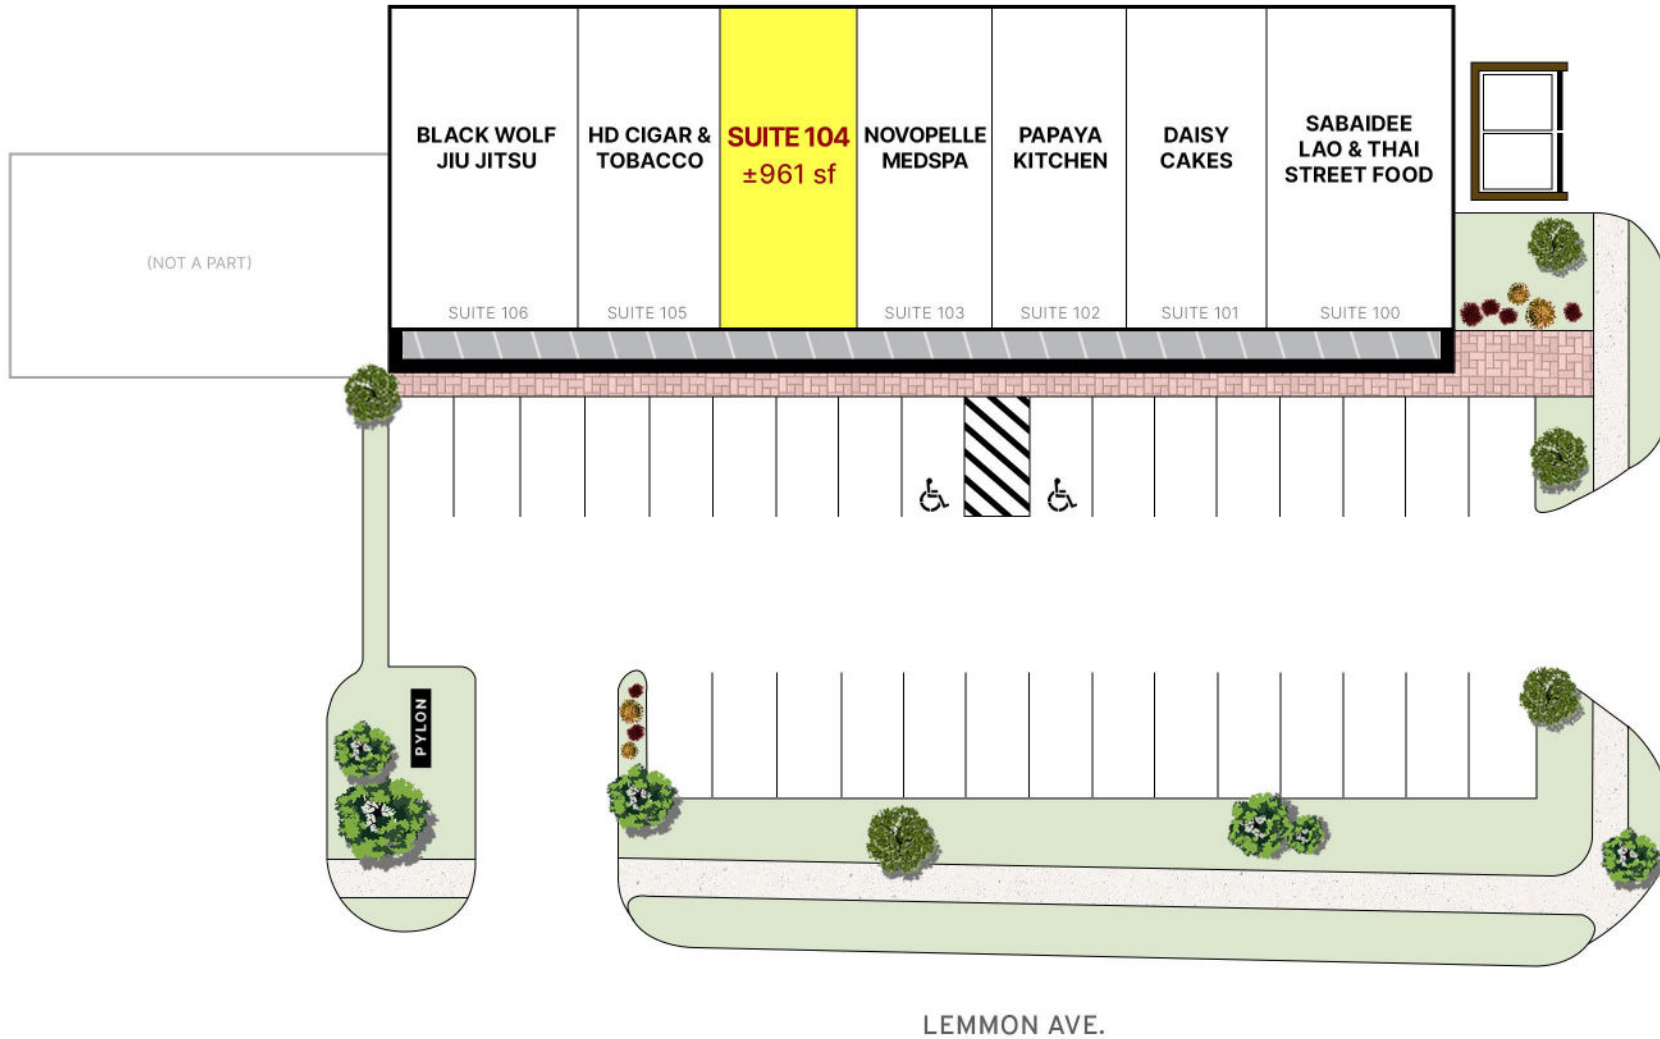 BLACK WOLF
JIU JITSU
SUITE 106
HD CIGAR &
TOBACCO
SUITE 105
SUITE 104
±961 sf
NOVOPELLE
MEDSPA
SUITE 103
PAPAYA
KITCHEN
SUITE 102
DAISY
CAKES
SUITE 101
SABAIDEE
LAO & THAI
STREET FOOD
SUITE 100
(NOT A PART)
PYLON
LEMMON AVE.